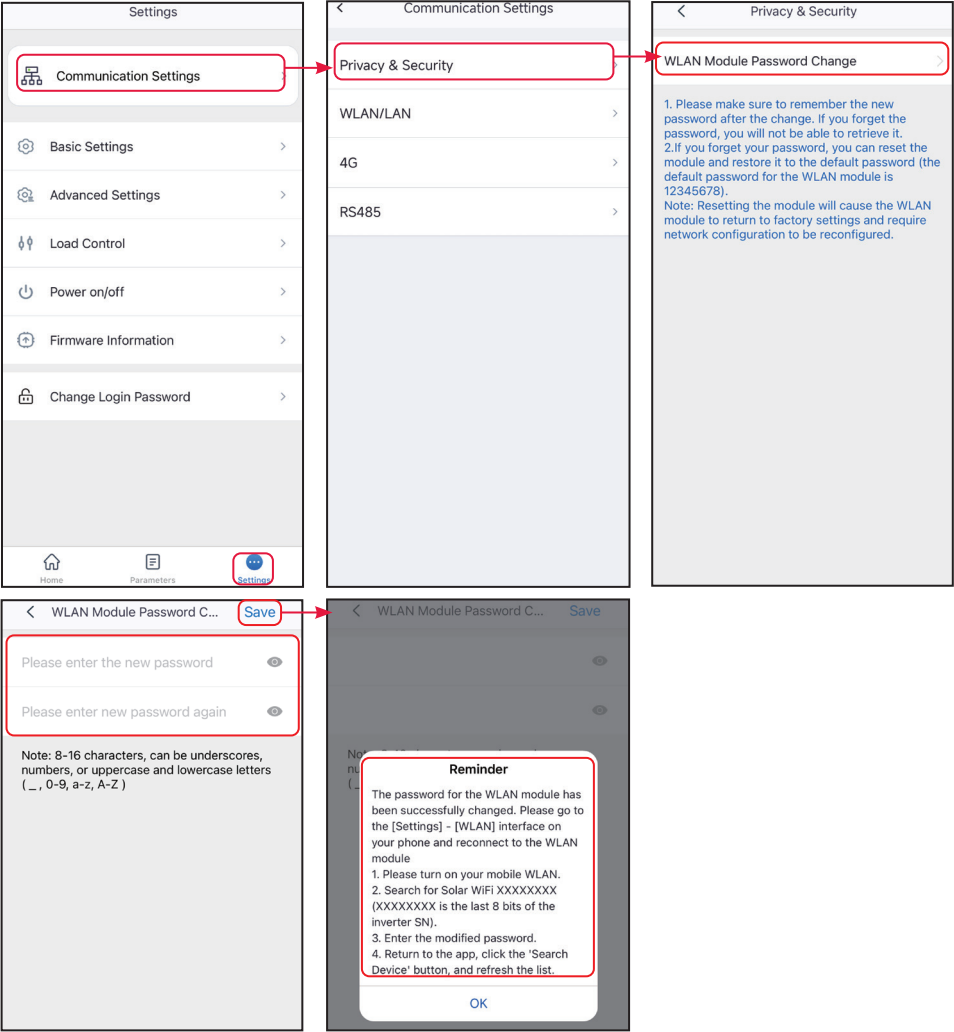 Settings
Communication Settings
Basic Settings
Advanced Settings
Load Control
Power on/off
Firmware Information
Change Login Password
Home
Parameters
Settings
Communication Settings
Privacy & Security
WLAN/LAN
4G
RS485
Privacy & Security
WLAN Module Password Change
1. Please make sure to remember the new
password after the change. If you forget the
password, you will not be able to retrieve it.
2.If you forget your password, you can reset the
module and restore it to the default password (the
default password for the WLAN module is
12345678).
Note: Resetting the module will cause the WLAN
module to return to factory settings and require
network configuration to be reconfigured.
WLAN Module Password C...
Save
Please enter the new password
Please enter new password again
Note: 8-16 characters, can be underscores,
numbers, or uppercase and lowercase letters
( _ , 0-9, a-z, A-Z )
WLAN Module Password C...
Save
Reminder
The password for the WLAN module has
been successfully changed. Please go to
the [Settings] - [WLAN] interface on
your phone and reconnect to the WLAN
module
1. Please turn on your mobile WLAN.
2. Search for Solar WiFi XXXXXXXX
(XXXXXXXX is the last 8 bits of the
inverter SN).
3. Enter the modified password.
4. Return to the app, click the 'Search
Device' button, and refresh the list.
OK